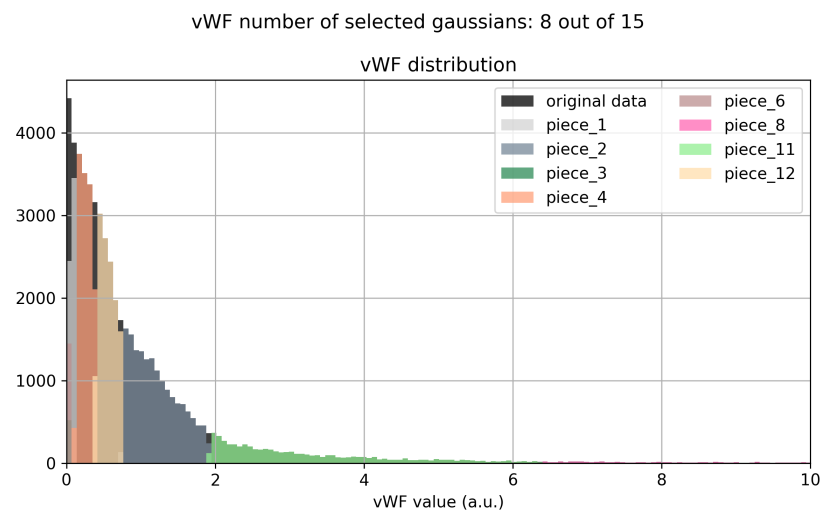 vWF number of selected gaussians: 8 out of 15
vWF distribution
original data
piece_1
piece_2
piece_3
piece_4
piece_6
piece_8
piece_11
piece_12
4000
3000
2000
1000
0
0 2 4 6 8 10
vWF value (a.u.)